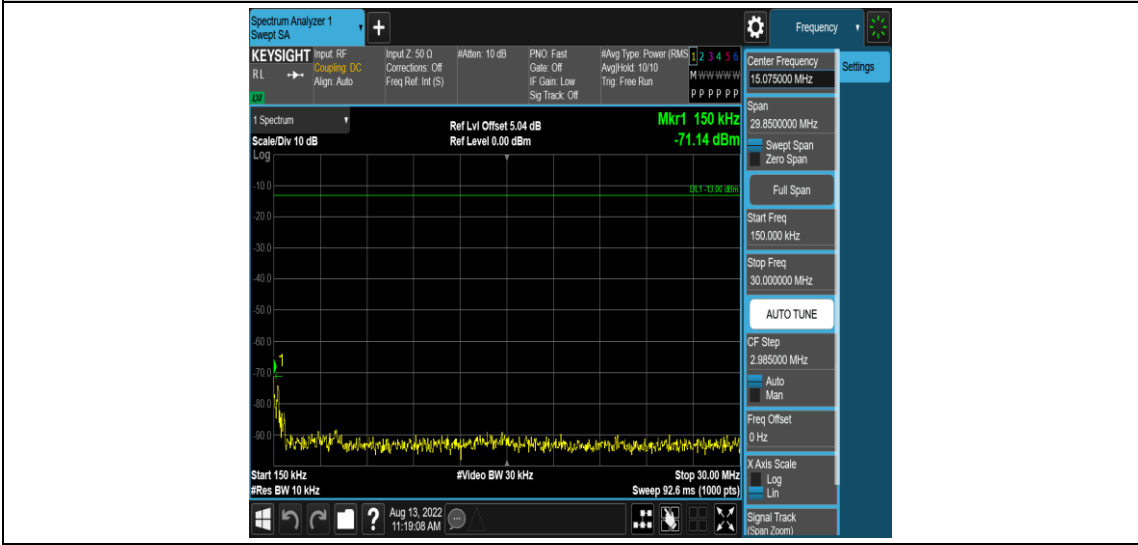 Spectrum Analyzer 1
Swept SA
+
Frequency
KEYSIGHT Input: RF Input Z: 50 Ω #Atten: 10 dB PNO: Fast #Avg Type: Power (RMS 1 2 3 4 5 6
RL Coupling: DC Corrections: Off Gate: Off Avg|Hold: 10/10 M W W W W W
Align: Auto Freq Ref: Int (S) IF Gain: Low Trig: Free Run
Sig Track: Off P P P P P P
LM
1 Spectrum
Scale/Div 10 dB
Log
Ref Lvl Offset 5.04 dB
Ref Level 0.00 dBm
Mkr1 150 kHz
-71.14 dBm
DL1 -13.00 dBm
-10.0
-20.0
-30.0
-40.0
-50.0
-60.0
-70.0
-80.0
-90.0
1
Start 150 kHz #Video BW 30 kHz Stop 30.00 MHz
#Res BW 10 kHz Sweep 92.6 ms (1000 pts)
? Aug 13, 2022
11:19:08 AM
Settings
Center Frequency
15.075000 MHz
Span
29.8500000 MHz
Swept Span
Zero Span
Full Span
Start Freq
150.000 kHz
Stop Freq
30.000000 MHz
AUTO TUNE
CF Step
2.985000 MHz
Auto
Man
Freq Offset
0 Hz
X Axis Scale
Log
Lin
Signal Track
(Span Zoom)